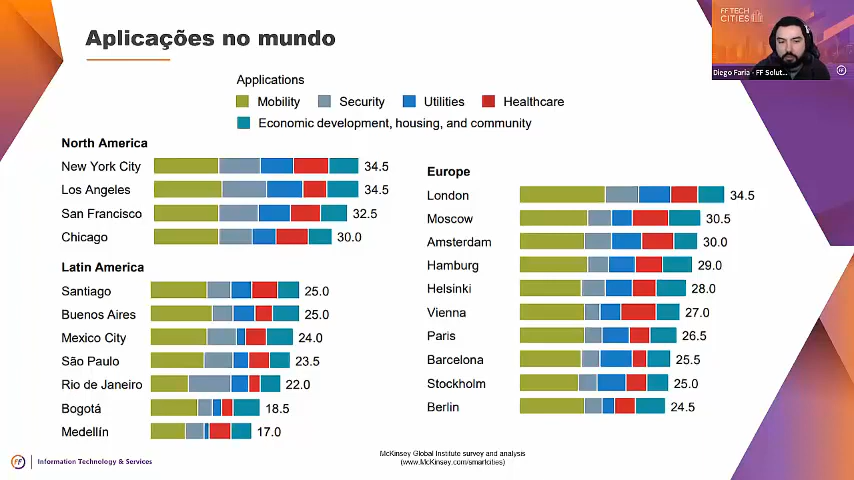 Aplicações no mundo
FF TECH
CITIES
Diego Faria - FF Solut...
FF
Applications
Mobility Security Utilities Healthcare
Economic development, housing, and community
North America
New York City 34.5
Los Angeles 34.5
San Francisco 32.5
Chicago 30.0
Latin America
Santiago 25.0
Buenos Aires 25.0
Mexico City 24.0
São Paulo 23.5
Rio de Janeiro 22.0
Bogotá 18.5
Medellín 17.0
Europe
London 34.5
Moscow 30.5
Amsterdam 30.0
Hamburg 29.0
Helsinki 28.0
Vienna 27.0
Paris 26.5
Barcelona 25.5
Stockholm 25.0
Berlin 24.5
McKinsey Global Institute survey and analysis
(www.McKinsey.com/smartcities)
FF Information Technology & Services